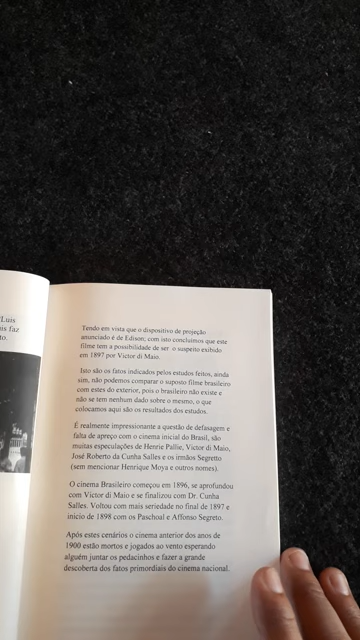 Luis
is faz
to.
Tendo em vista que o dispositivo de projeção
anunciado é de Edison; com isto concluímos que este
filme tem a possibilidade de ser o suspeito exibido
em 1897 por Victor di Maio.
Isto são os fatos indicados pelos estudos feitos, ainda
sim, não podemos comparar o suposto filme brasileiro
com estes do exterior, pois o brasileiro não existe e
não se tem nenhum dado sobre o mesmo, o que
colocamos aqui são os resultados dos estudos.
É realmente impressionante a questão de defasagem e
falta de apreço com o cinema inicial do Brasil, são
muitas especulações de Henrie Pallie, Victor di Maio,
José Roberto da Cunha Salles e os irmãos Segretto
(sem mencionar Henrique Moya e outros nomes).
O cinema Brasileiro começou em 1896, se aprofundou
com Victor di Maio e se finalizou com Dr. Cunha
Salles. Voltou com mais seriedade no final de 1897 e
inicio de 1898 com os Paschoal e Affonso Segreto.
Após estes cenários o cinema anterior dos anos de
1900 estão mortos e jogados ao vento esperando
alguém juntar os pedacinhos e fazer a grande
descoberta dos fatos primordiais do cinema nacional.